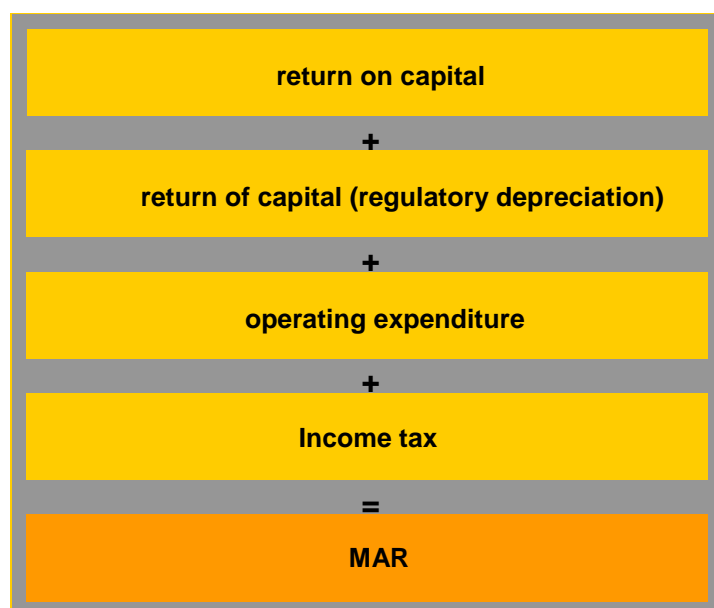 return on capital
+
return of capital (regulatory depreciation)
+
operating expenditure
+
Income tax
=
MAR